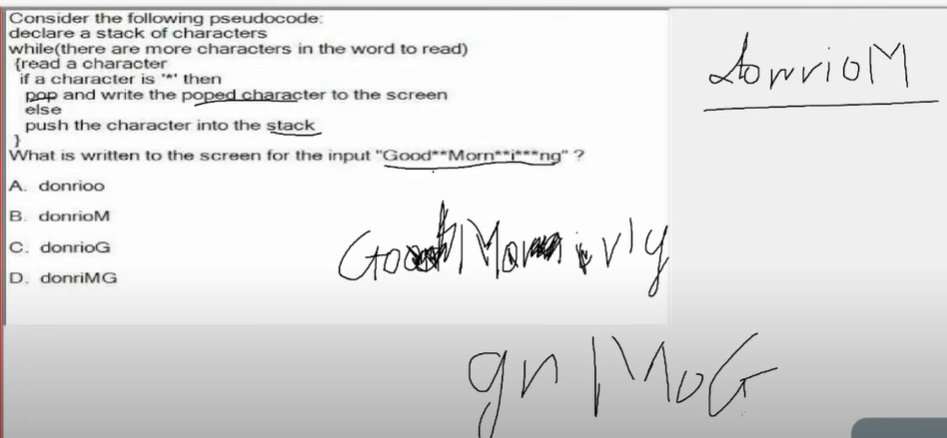 Consider the following pseudocode:
declare a stack of characters
while(there are more characters in the word to read)
{read a character
if a character is '*' then
pop and write the poped character to the screen
else
push the character into the stack
}
What is written to the screen for the input "Good**Morn**i***ng" ?
A. donrioo
B. donrioM
C. donrioG
D. donriMG
donrioM
gn MoG